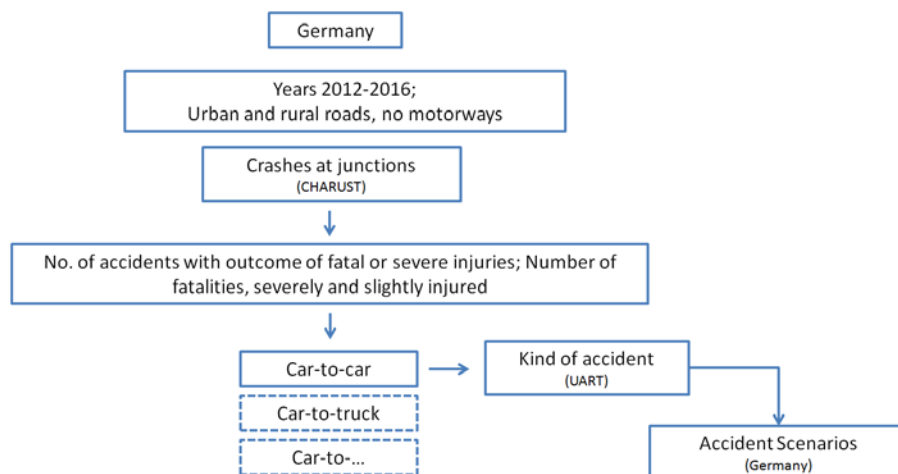 Germany
Years 2012-2016;
Urban and rural roads, no motorways
Crashes at junctions
(CHARUST)
No. of accidents with outcome of fatal or severe injuries; Number of
fatalities, severely and slightly injured
Car-to-car
Kind of accident
(UART)
Car-to-truck
Car-to-...
Accident Scenarios
(Germany)